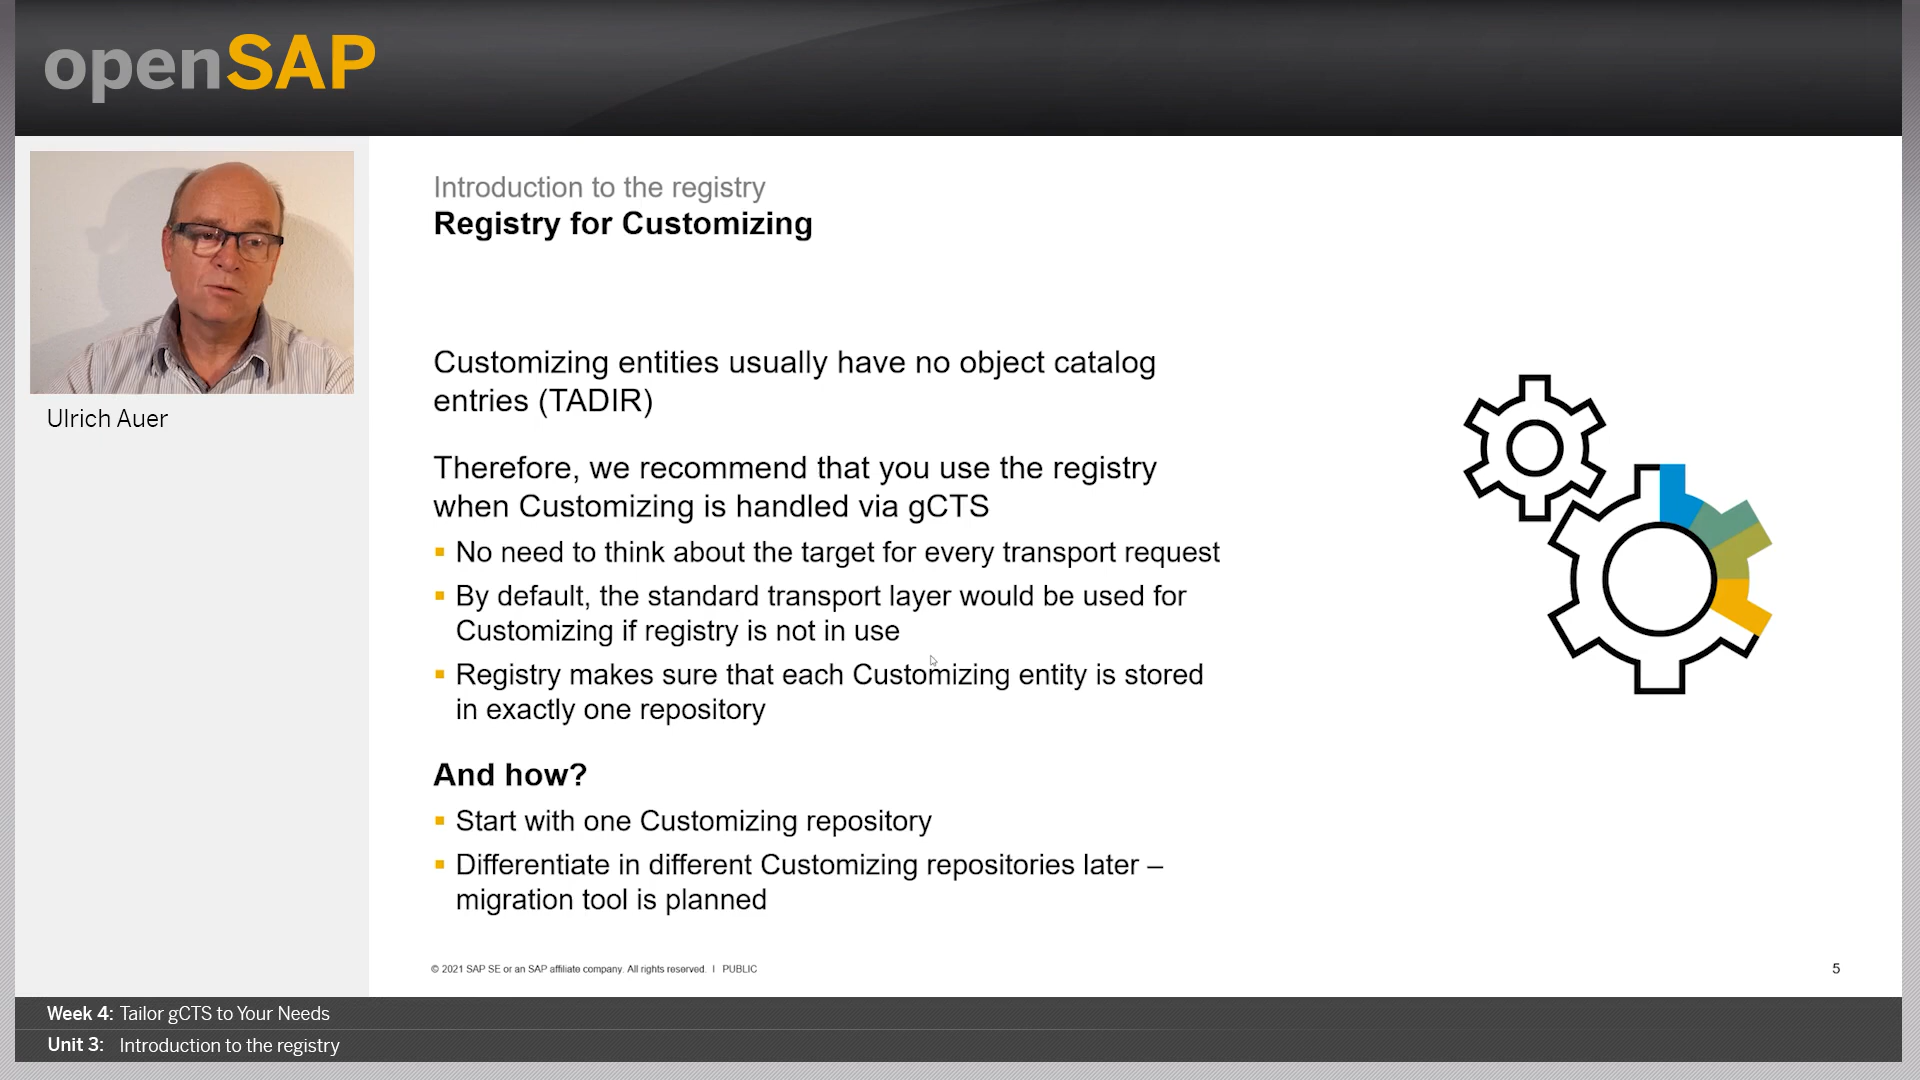 openSAP
Ulrich Auer
Introduction to the registry
Registry for Customizing
Customizing entities usually have no object catalog
entries (TADIR)
Therefore, we recommend that you use the registry
when Customizing is handled via gCTS
▪ No need to think about the target for every transport request
▪ By default, the standard transport layer would be used for
Customizing if registry is not in use
▪ Registry makes sure that each Customizing entity is stored
in exactly one repository
And how?
▪ Start with one Customizing repository
▪ Differentiate in different Customizing repositories later –
migration tool is planned
© 2021 SAP SE or an SAP affiliate company. All rights reserved. | PUBLIC
5
Week 4: Tailor gCTS to Your Needs
Unit 3: Introduction to the registry